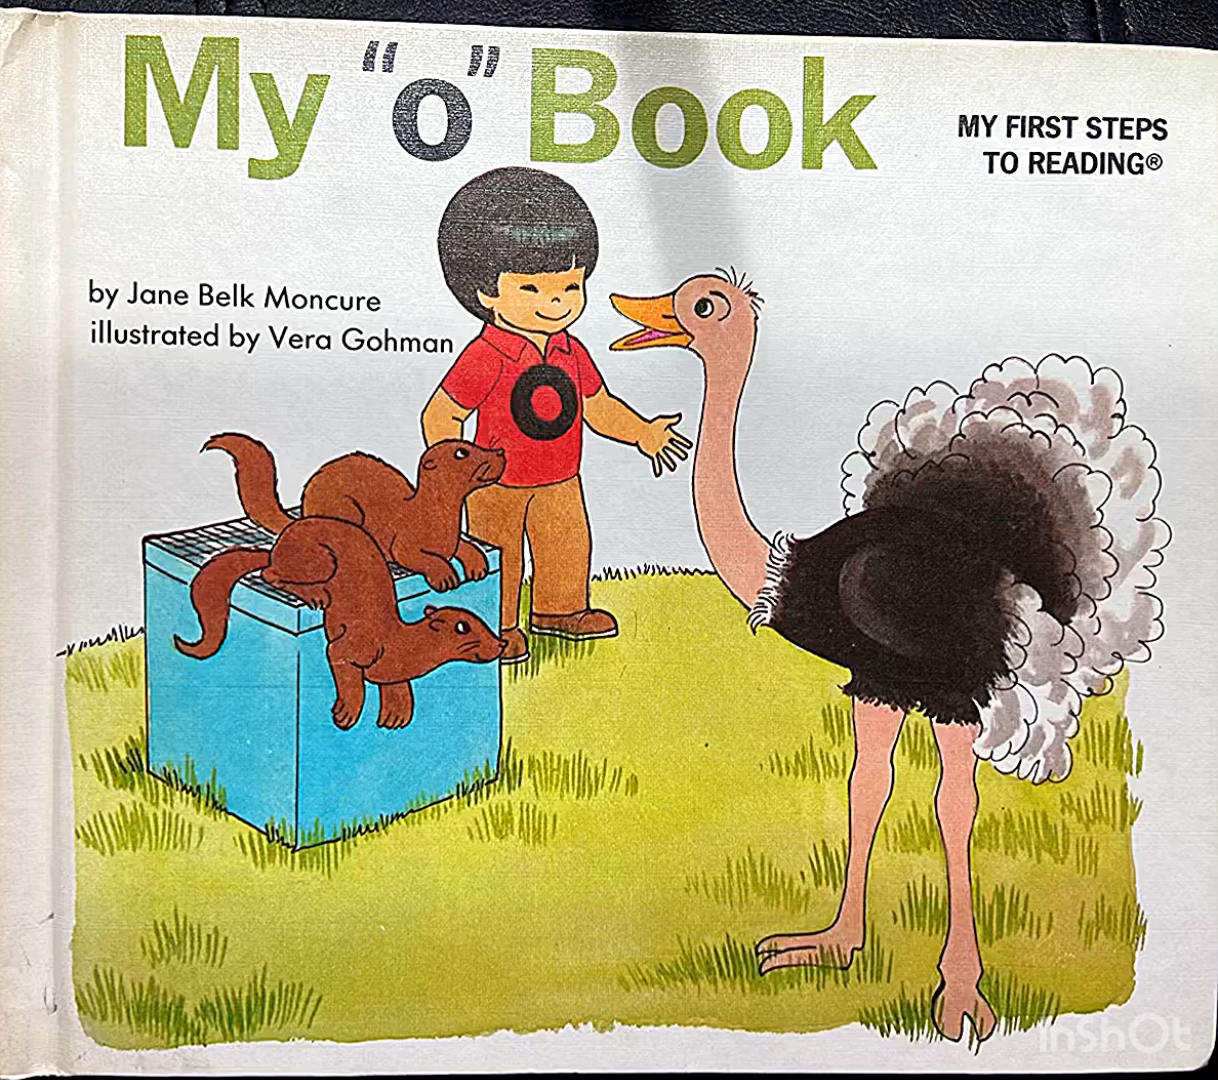 My "o" Book
MY FIRST STEPS
TO READING®
by Jane Belk Moncure
illustrated by Vera Gohman
O
InshOt